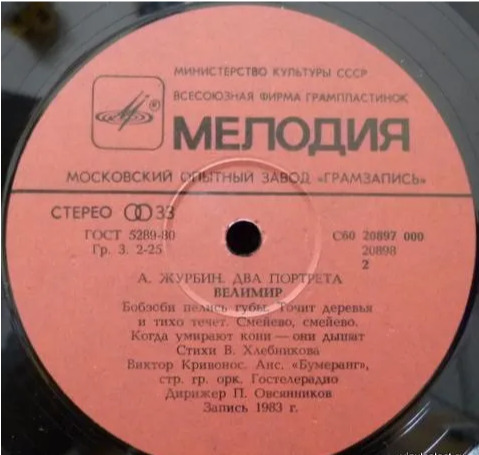 МИНИСТЕРСТВО КУЛЬТУРЫ СССР
ВСЕСОЮЗНАЯ ФИРМА ГРАМПЛАСТИНОК
МЕЛОДИЯ
МОСКОВСКИЙ ОПЫТНЫЙ ЗАВОД «ГРАМЗАПИСЬ»
СТЕРЕО 33
ГОСТ 5289-80
Гр. 3. 2-25
С60 20897 000
20898
2
А. ЖУРБИН. ДВА ПОРТРЕТА
ВЕЛИМИР
Бобэоби пелись губы. Точит деревья
и тихо течет. Смейево, смейево.
Когда умирают кони — они дышат
Стихи В. Хлебникова
Виктор Кривонос. Анс. «Бумеранг»,
стр. гр. орк. Гостелерадио
Дирижер П. Овсянников
Запись 1983 г.